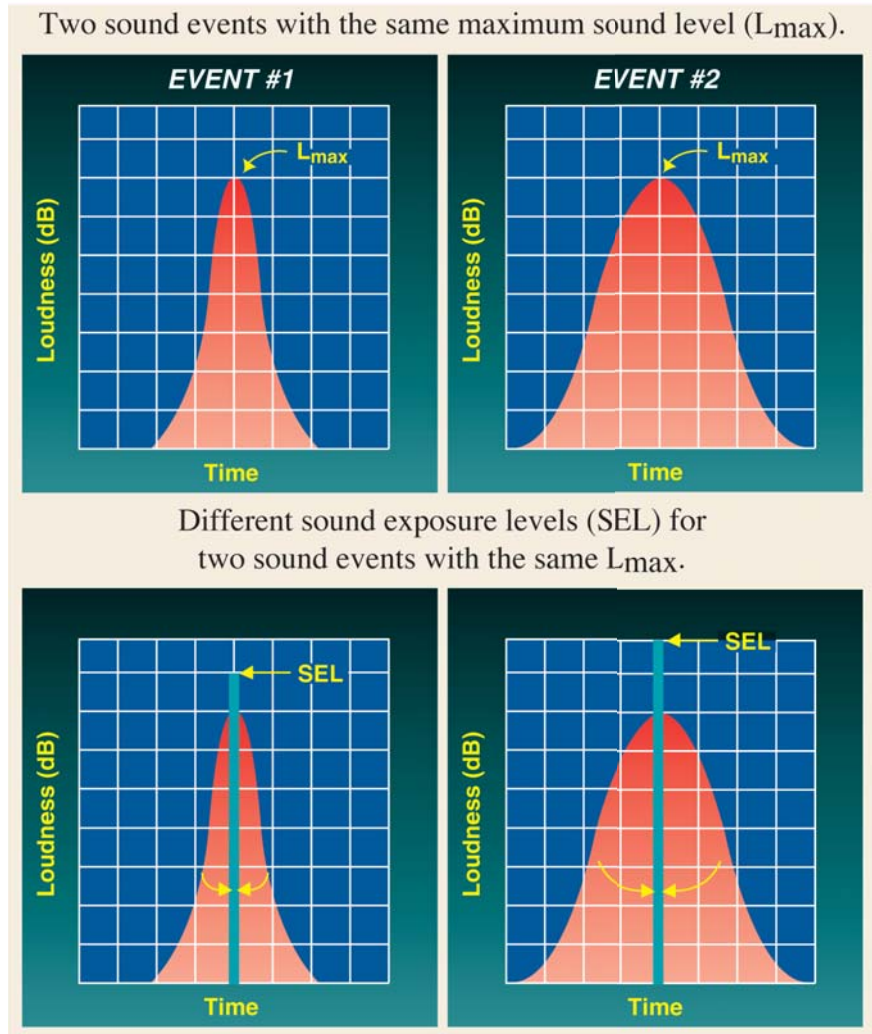 Two sound events with the same maximum sound level (Lmax).
EVENT #1
EVENT #2
Lmax
Lmax
Loudness (dB)
Loudness (dB)
Time
Time
Different sound exposure levels (SEL) for
two sound events with the same Lmax.
SEL
SEL
Loudness (dB)
Loudness (dB)
Time
Time